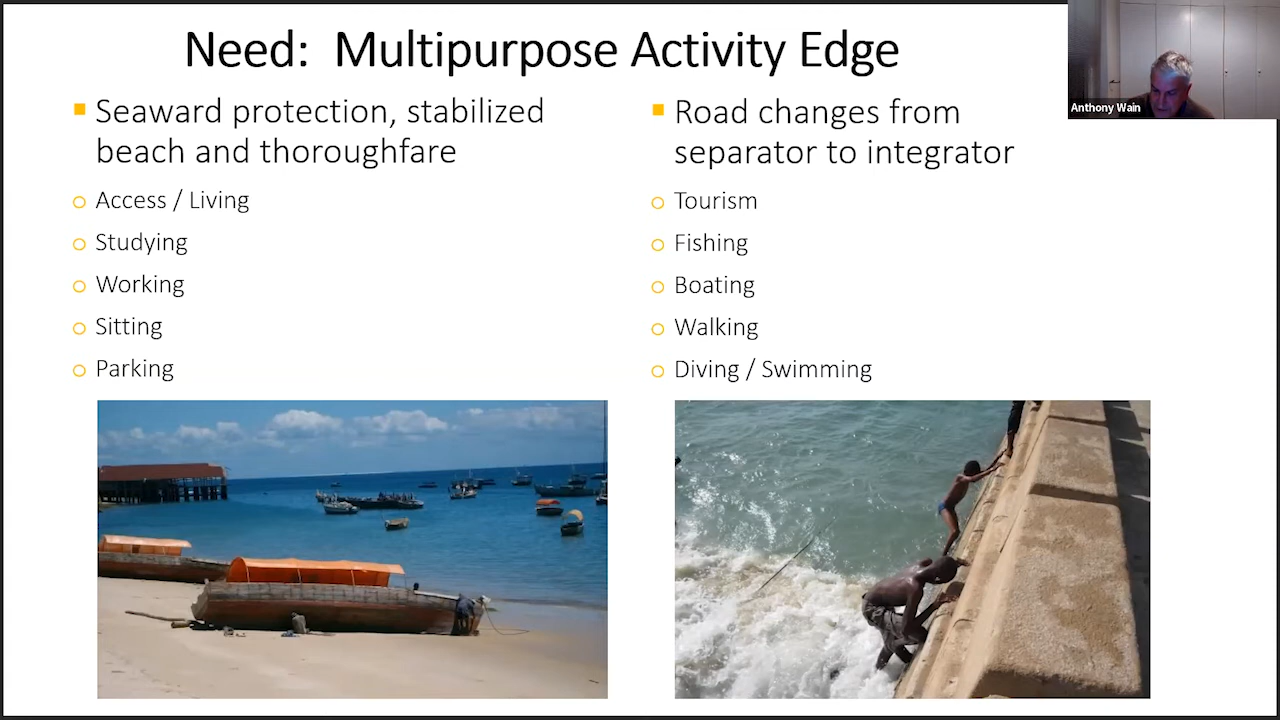 Need:  Multipurpose Activity Edge
Seaward protection, stabilized
beach and thoroughfare
Access / Living
Studying
Working
Sitting
Parking
Road changes from
separator to integrator
Tourism
Fishing
Boating
Walking
Diving / Swimming
Anthony Wain